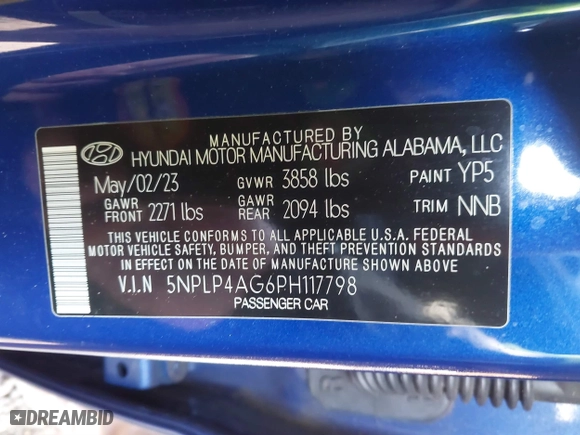 MANUFACTURED BY
HYUNDAI MOTOR MANUFACTURING ALABAMA, LLC
May/02/23 GVWR 3858 lbs PAINT YP5
GAWR FRONT 2271 lbs GAWR REAR 2094 lbs TRIM NNB
THIS VEHICLE CONFORMS TO ALL APPLICABLE U.S.A. FEDERAL
MOTOR VEHICLE SAFETY, BUMPER, AND THEFT PREVENTION STANDARDS
IN EFFECT ON THE DATE OF MANUFACTURE SHOWN ABOVE.
V.I.N 5NPLP4AG6PH117798
PASSENGER CAR
DREAMBID